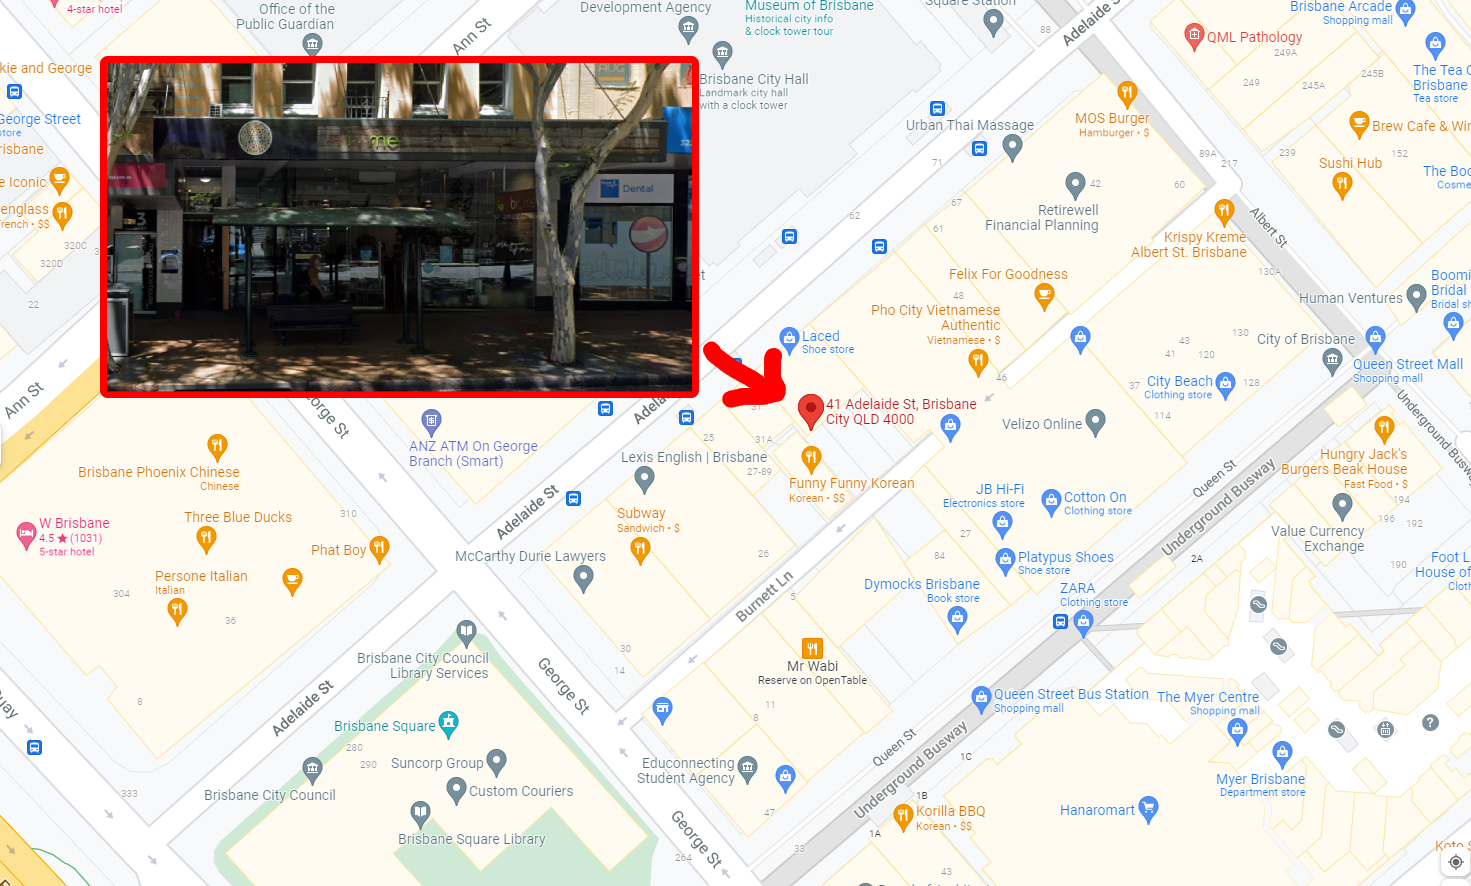 4-star hotel
Office of the
Public Guardian
Ann St
Development Agency
Museum of Brisbane
Historical city info
& clock tower tour
Square Station
88
Adelaide S
Brisbane Arcade
Shopping mall
QML Pathology
249A
249
245B
245A
The Tea C
Brisbane
Tea store
kie and George
George Street
store
risbane
Brisbane City Hall
Landmark city hall
with a clock tower
me
Dental
3
MOS Burger
Hamburger • $
Urban Thai Massage
71
Brew Cafe & Win
89A
217
239
152
Sushi Hub
The Boo
Cosme
e Iconic
englass
French • $$
320C
3
320D
22
62
67
61
42
60
Retirewell
Financial Planning
Krispy Kreme
Albert St. Brisbane
Albert St
130A
et
Felix For Goodness
48
Pho City Vietnamese
Authentic
Vietnamese • $
46
Human Ventures
Boomi
Bridal
Bridal sh
130
City of Brisbane
43
41
120
Queen Street Mall
Shopping mall
Laced
Shoe store
37
City Beach
Clothing store
128
114
Ann St
eorge St
Adela
31
41 Adelaide St, Brisbane
City QLD 4000
Velizo Online
Underground Busway
ANZ ATM On George
Branch (Smart)
25
31A
Lexis English | Brisbane
27-89
Funny Funny Korean
Korean • $$
Brisbane Phoenix Chinese
Chinese
Queen St
Underground Busway
Hungry Jack's
Burgers Beak House
Fast Food • $
194
196
192
JB Hi-Fi
Electronics store
Cotton On
Clothing store
W Brisbane
4.5 ★ (1031)
5-star hotel
310
Three Blue Ducks
Phat Boy
Adelaide St
Subway
Sandwich • $
26
27
84
Value Currency
Exchange
190
2A
Foot L
House of
Cloth
McCarthy Durie Lawyers
Platypus Shoes
Shoe store
Persone Italian
Italian
304
36
Burnett Ln
5
Dymocks Brisbane
Book store
ZARA
Clothing store
30
14
Brisbane City Council
Library Services
George St
Mr Wabi
Reserve on OpenTable
8
uay
Adelaide St
11
8
Queen Street Bus Station
Shopping mall
The Myer Centre
Shopping mall
Brisbane Square
280
290
Suncorp Group
Queen St
Underground Busway
1C
Educonnecting
Student Agency
Myer Brisbane
Department store
Brisbane City Council
333
Custom Couriers
1B
Korilla BBQ
Korean • $$
Hanaromart
47
1A
Brisbane Square Library
George St
264
33
43